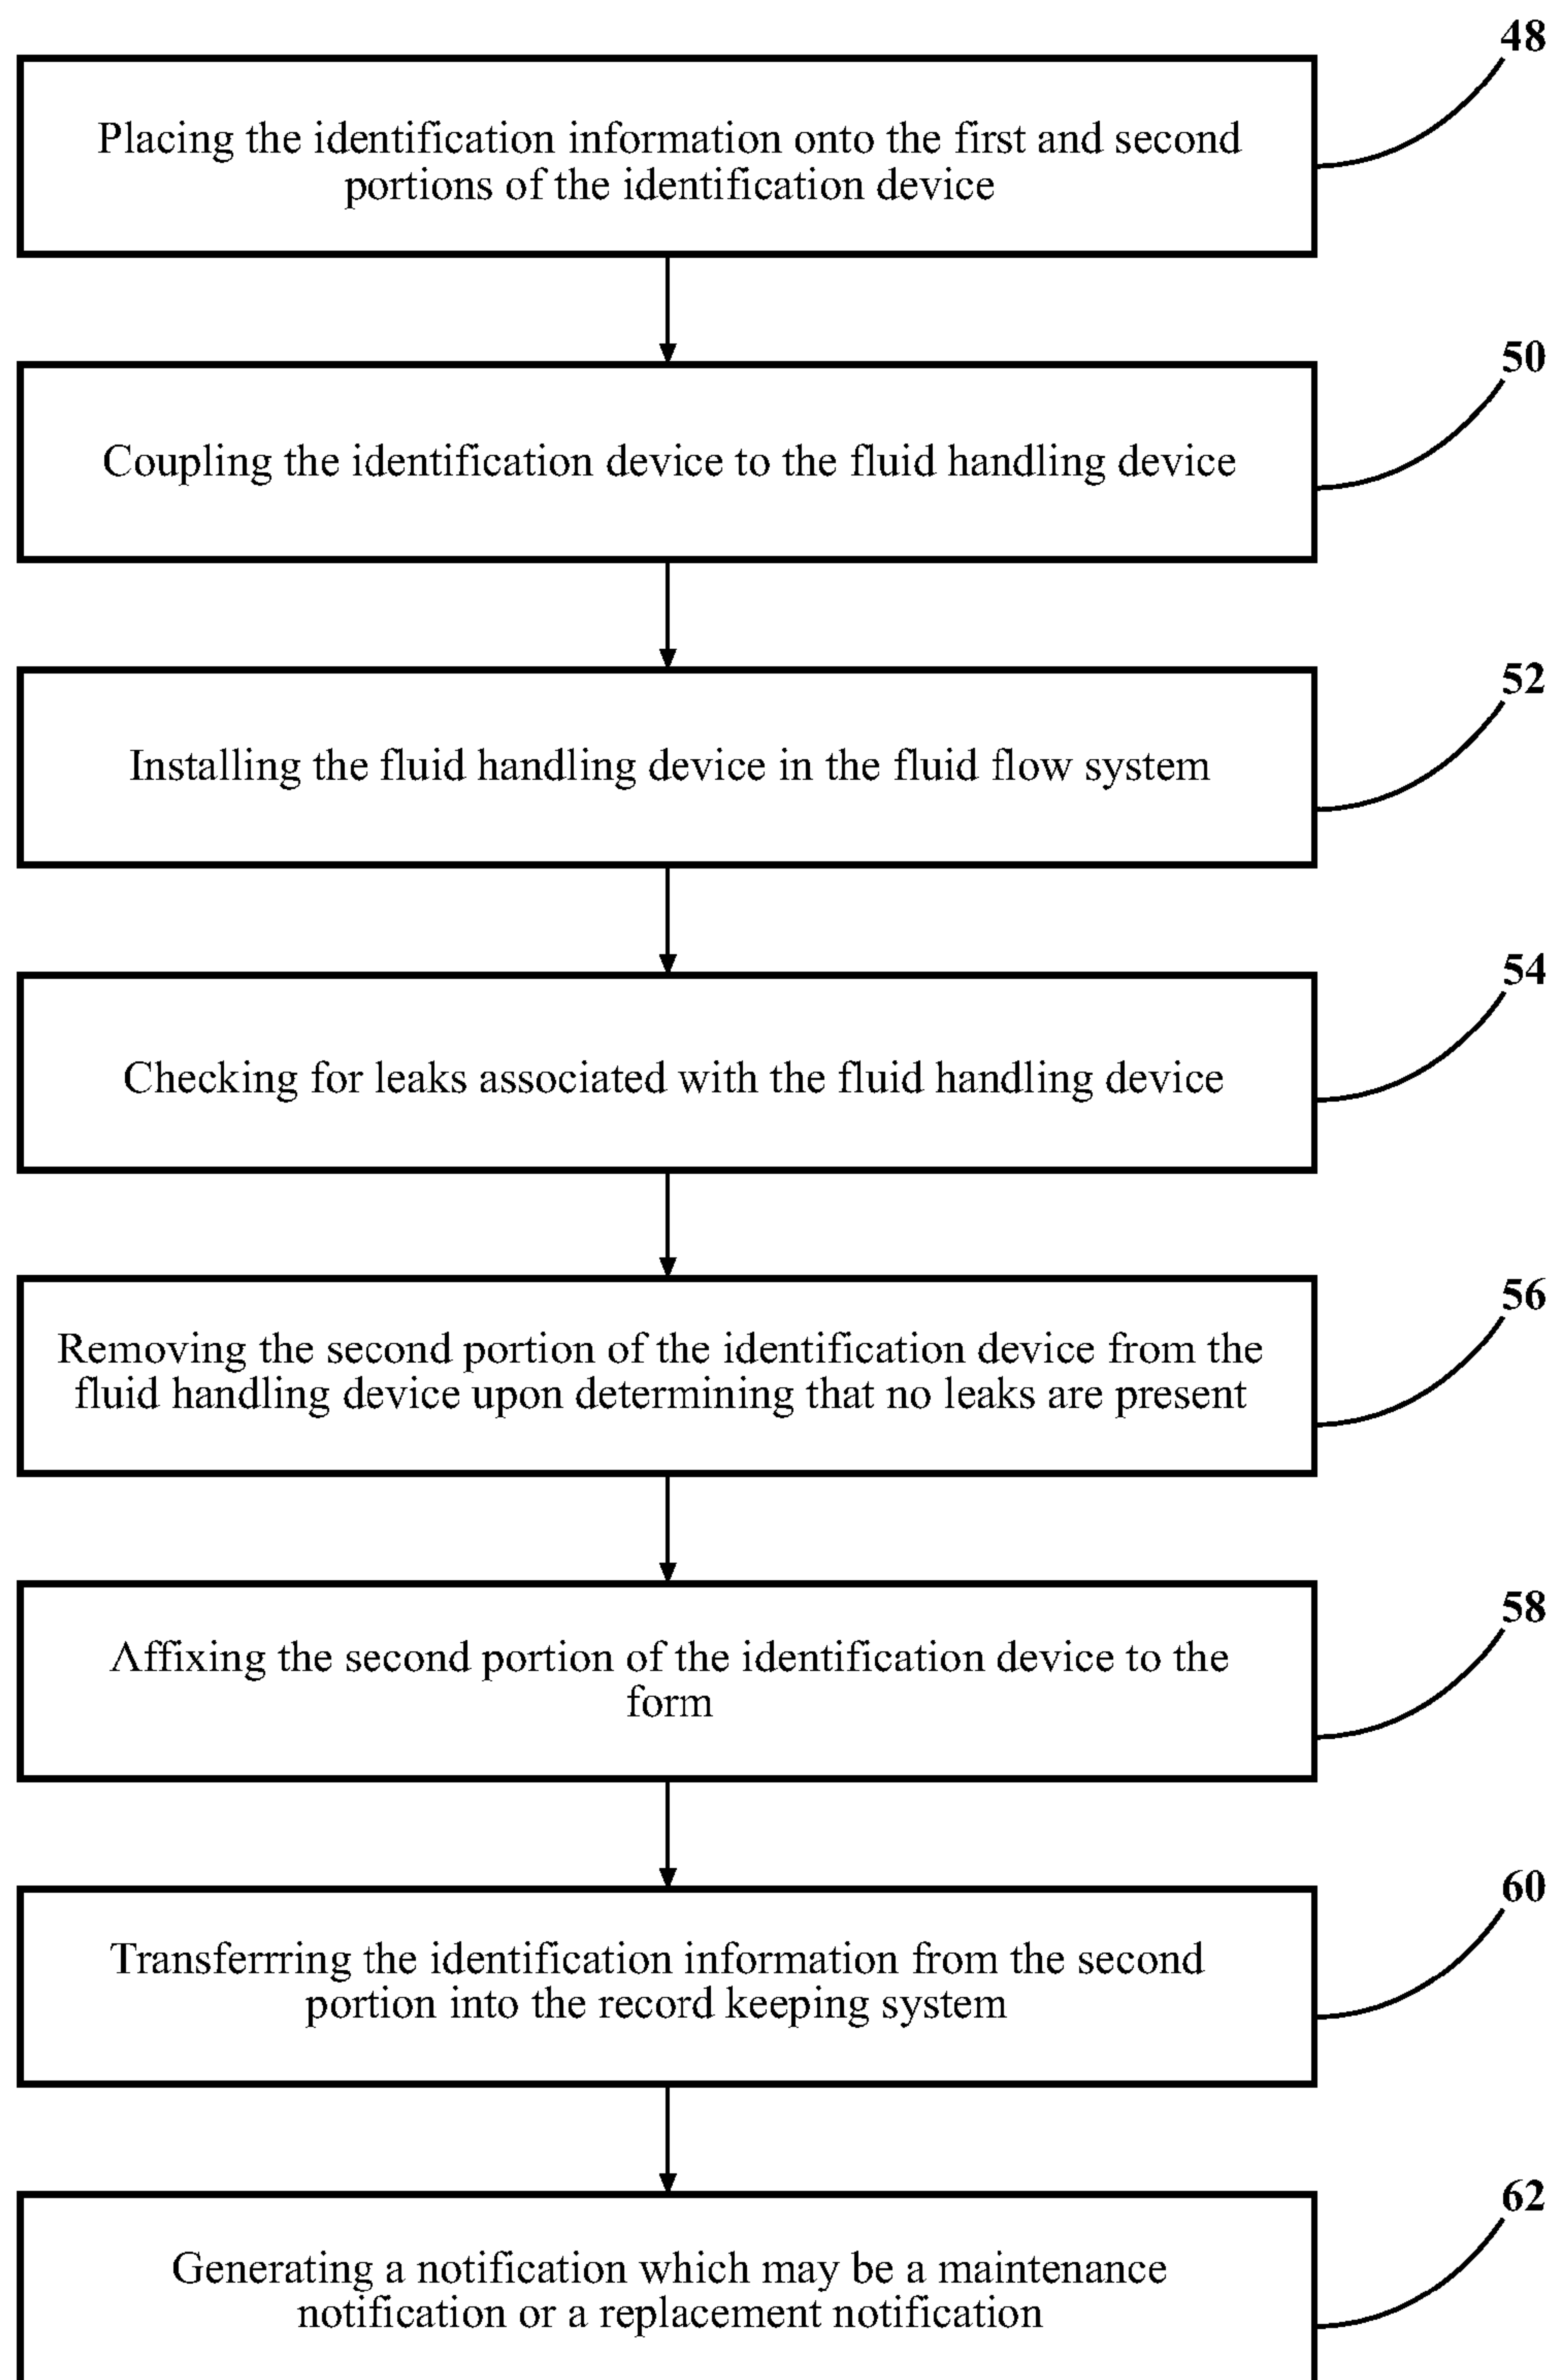 48
Placing the identification information onto the first and second
portions of the identification device
50
Coupling the identification device to the fluid handling device
52
Installing the fluid handling device in the fluid flow system
54
Checking for leaks associated with the fluid handling device
56
Removing the second portion of the identification device from the
fluid handling device upon determining that no leaks are present
58
Affixing the second portion of the identification device to the
form
60
Transferrring the identification information from the second
portion into the record keeping system
62
Generating a notification which may be a maintenance
notification or a replacement notification